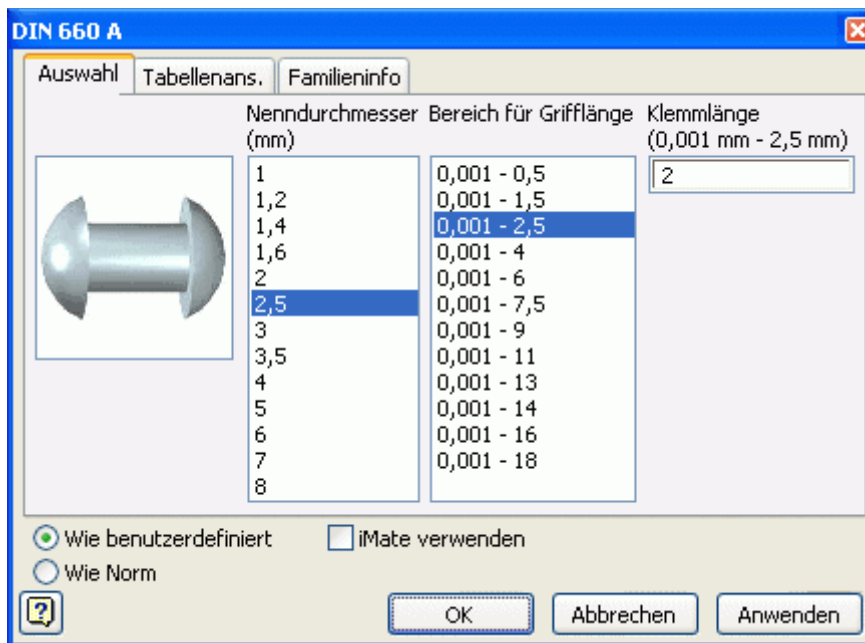 DIN 660 A
Auswahl Tabellenans. Familieninfo
Nenndurchmesser (mm)
1
1,2
1,4
1,6
2
2,5
3
3,5
4
5
6
7
8
Bereich für Grifflänge
0,001 - 0,5
0,001 - 1,5
0,001 - 2,5
0,001 - 4
0,001 - 6
0,001 - 7,5
0,001 - 9
0,001 - 11
0,001 - 13
0,001 - 14
0,001 - 16
0,001 - 18
Klemmlänge
(0,001 mm - 2,5 mm)
2
Wie benutzerdefiniert
iMate verwenden
Wie Norm
?
OK Abbrechen Anwenden